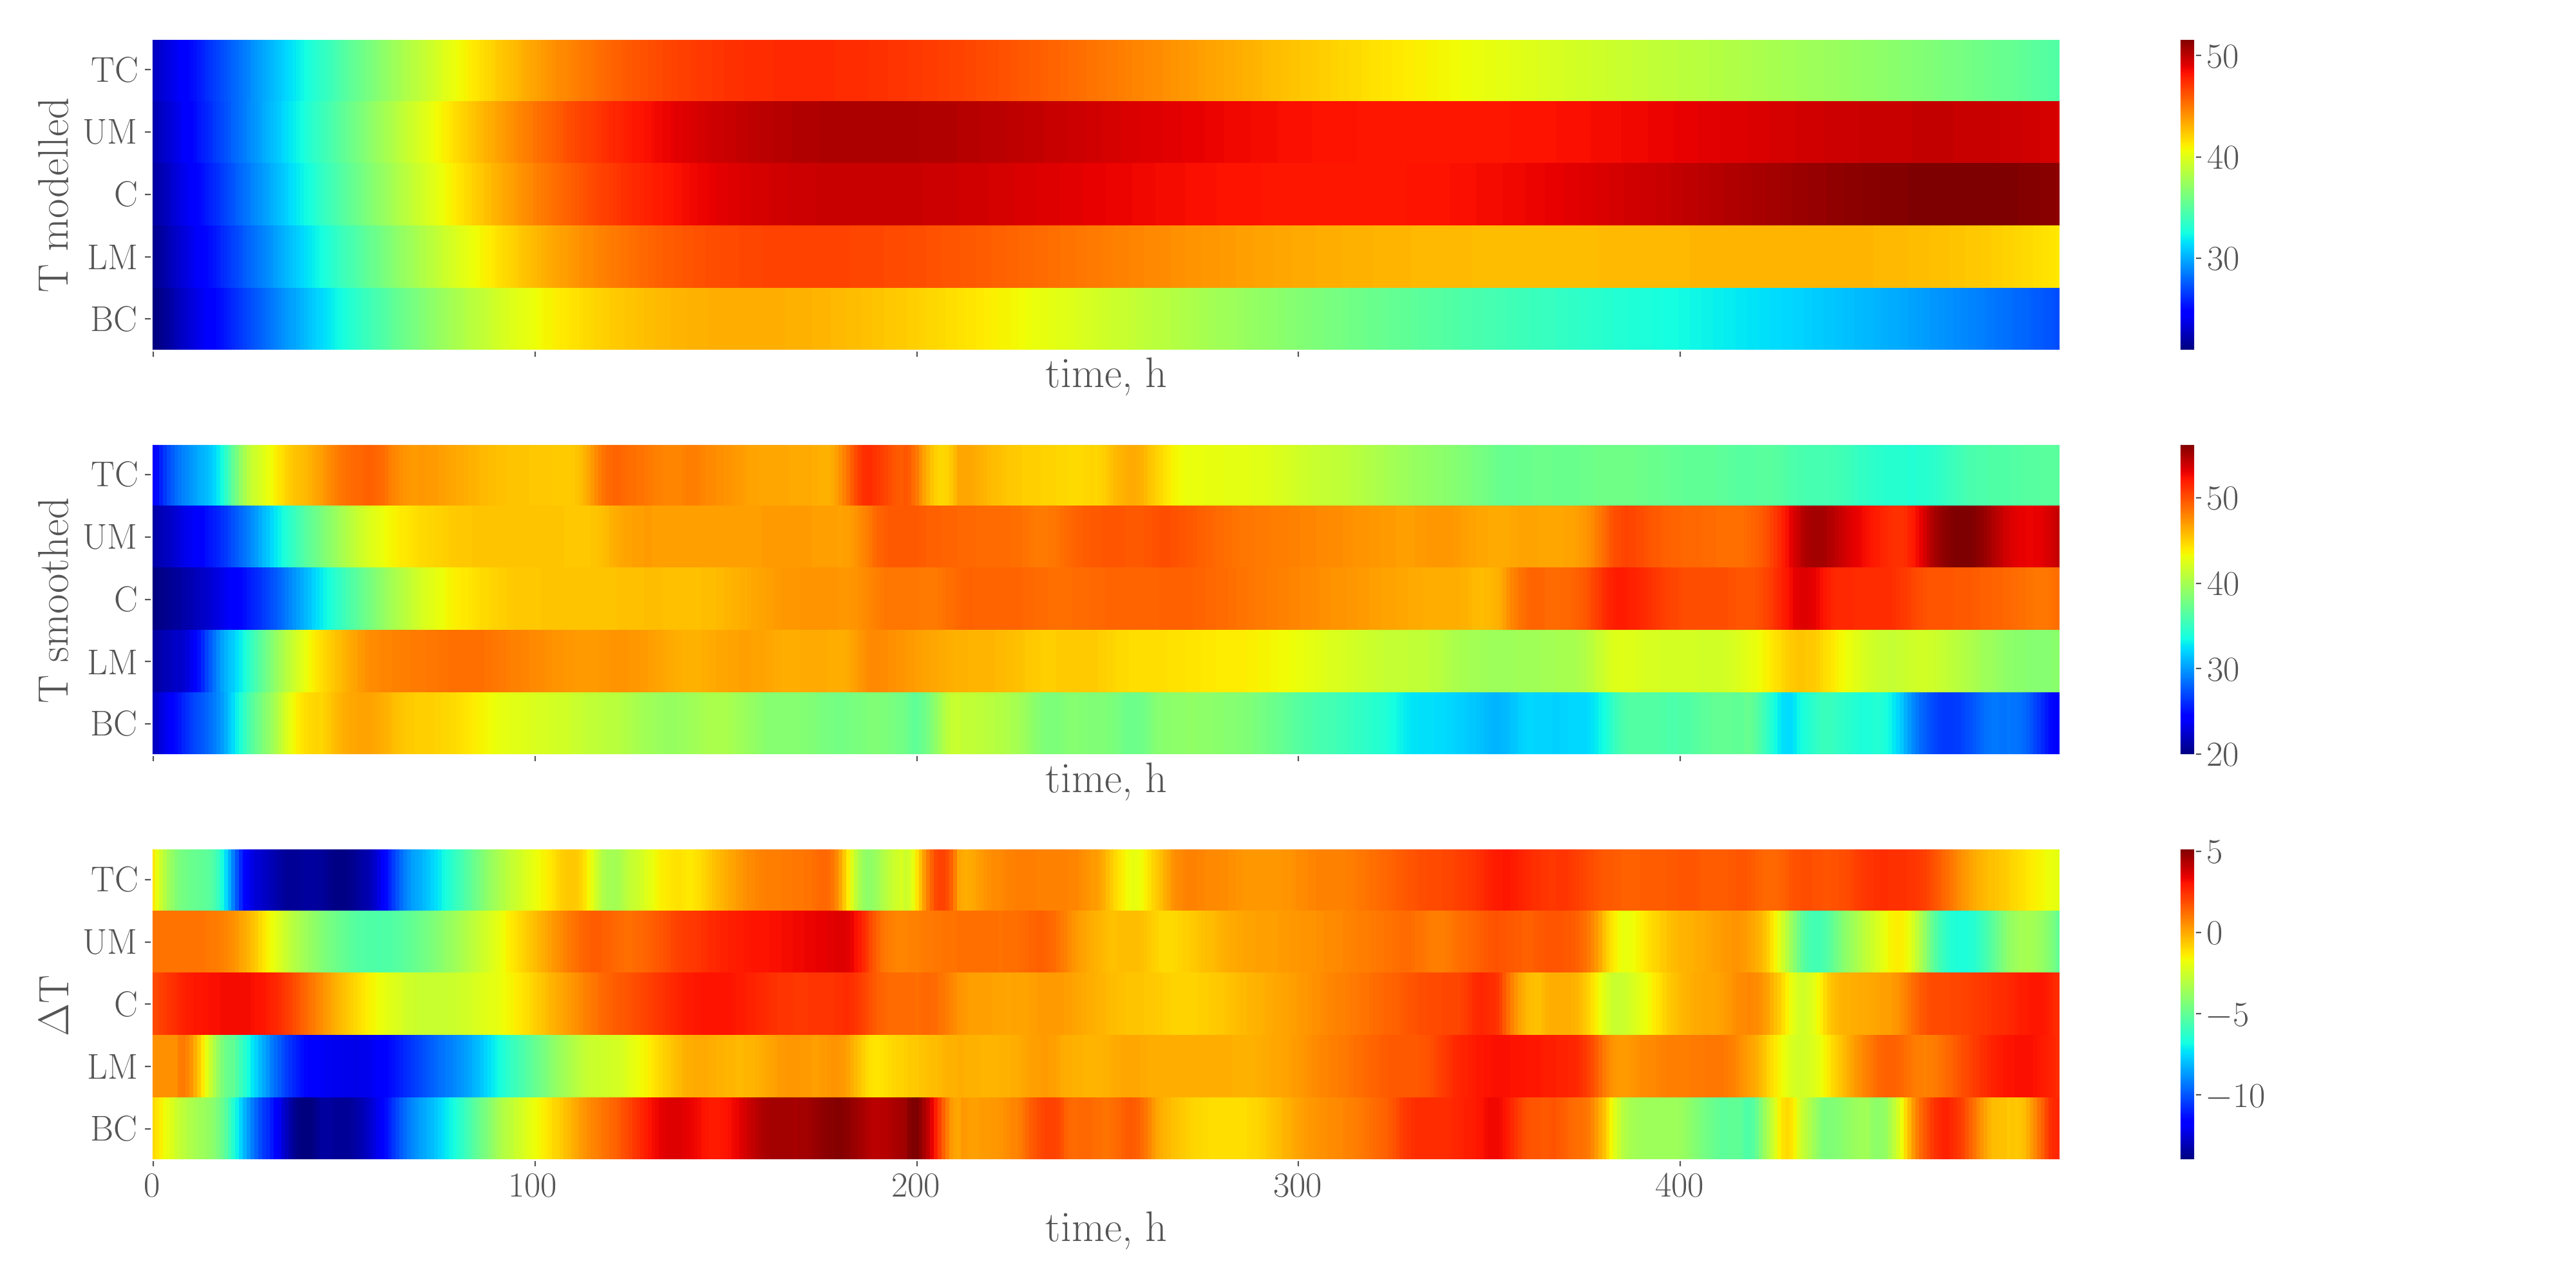 T modelled
TC
UM
C
LM
BC
time, h
50
40
30
T smoothed
TC
UM
C
LM
BC
time, h
50
40
30
20
ΔT
TC
UM
C
LM
BC
0 100 200 300 400
time, h
5
0
−5
−10